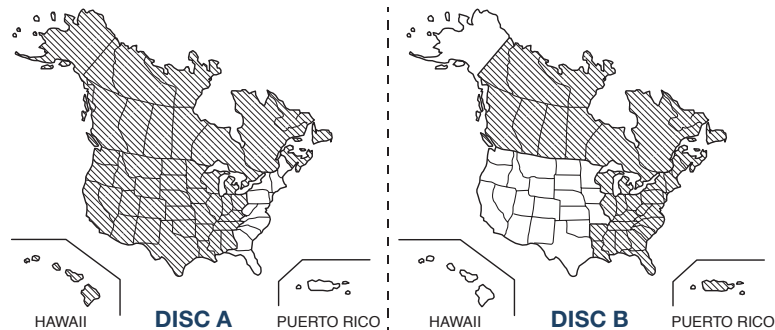 HAWAII DISC A PUERTO RICO
HAWAII DISC B PUERTO RICO